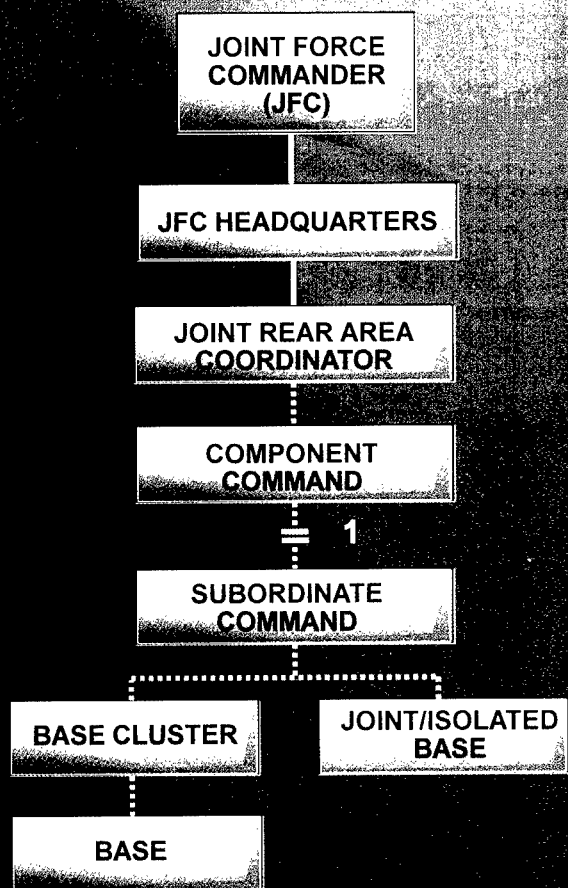 JOINT FORCE
COMMANDER
(JFC)
JFC HEADQUARTERS
JOINT REAR AREA
COORDINATOR
COMPONENT
COMMAND
1
SUBORDINATE
COMMAND
BASE CLUSTER
JOINT/ISOLATED
BASE
BASE